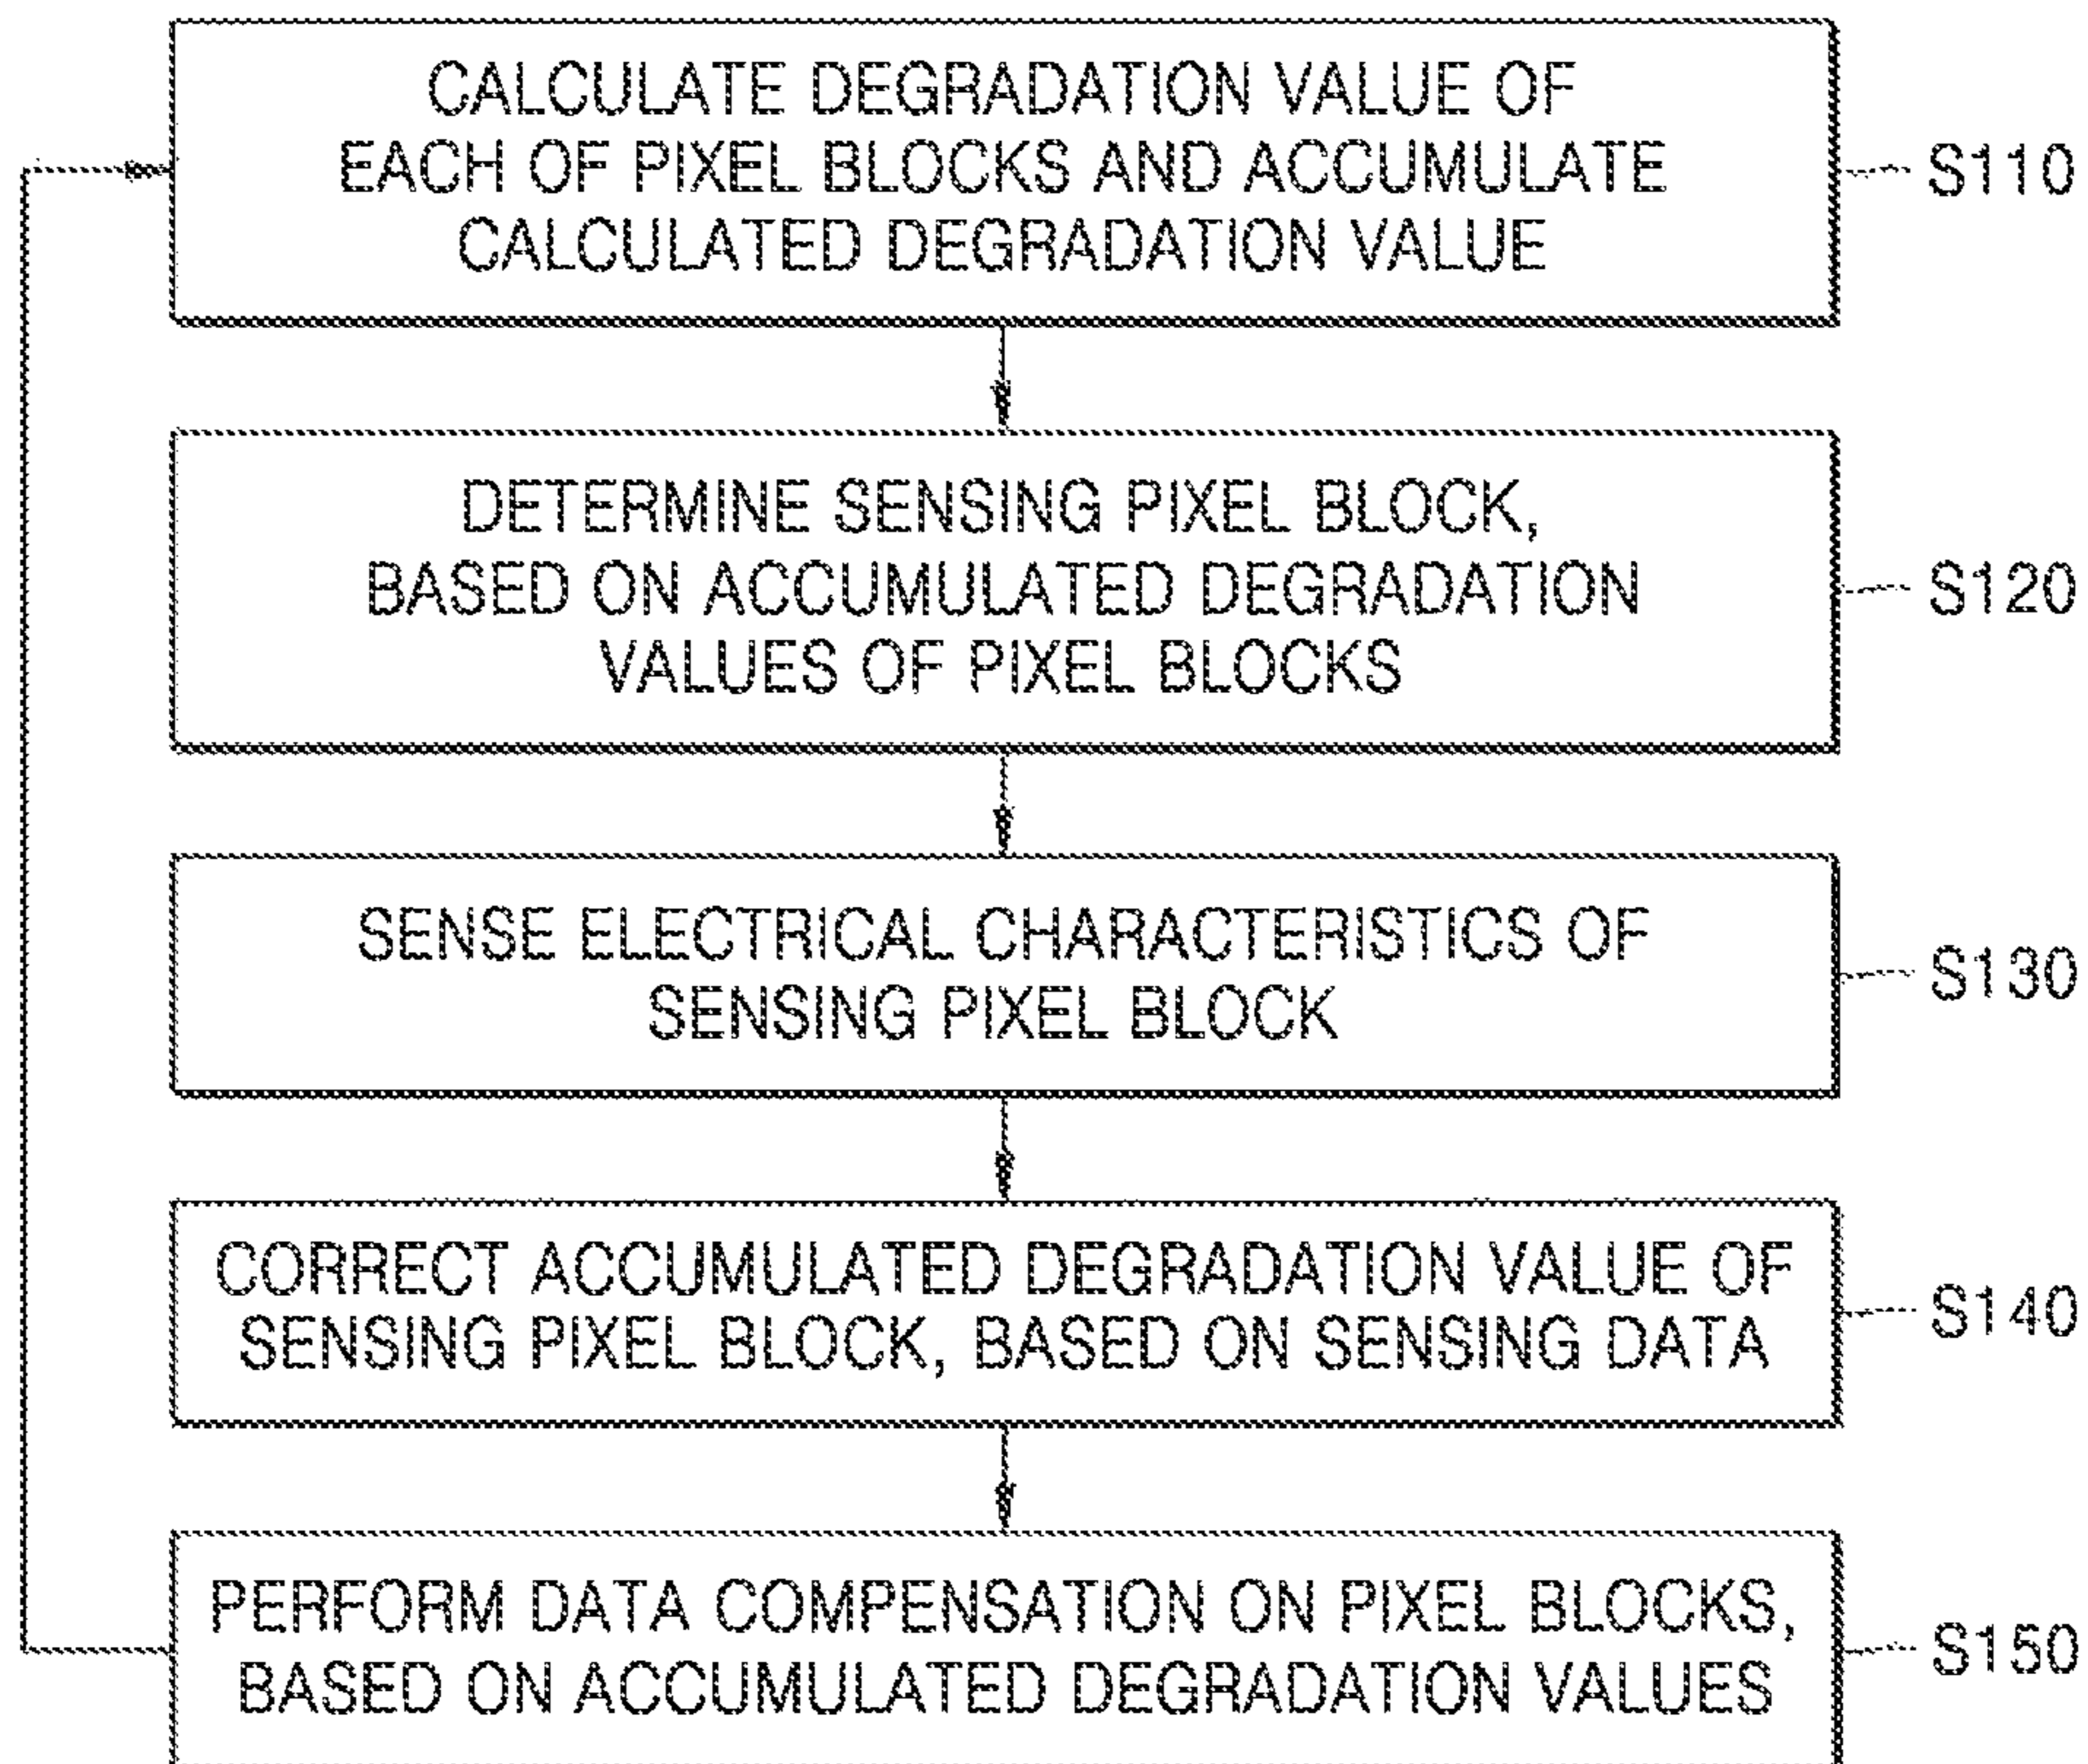 CALCULATE DEGRADATION VALUE OF
EACH OF PIXEL BLOCKS AND ACCUMULATE
CALCULATED DEGRADATION VALUE
S110
DETERMINE SENSING PIXEL BLOCK,
BASED ON ACCUMULATED DEGRADATION
VALUES OF PIXEL BLOCKS
S120
SENSE ELECTRICAL CHARACTERISTICS OF
SENSING PIXEL BLOCK
S130
CORRECT ACCUMULATED DEGRADATION VALUE OF
SENSING PIXEL BLOCK, BASED ON SENSING DATA
S140
PERFORM DATA COMPENSATION ON PIXEL BLOCKS,
BASED ON ACCUMULATED DEGRADATION VALUES
S150